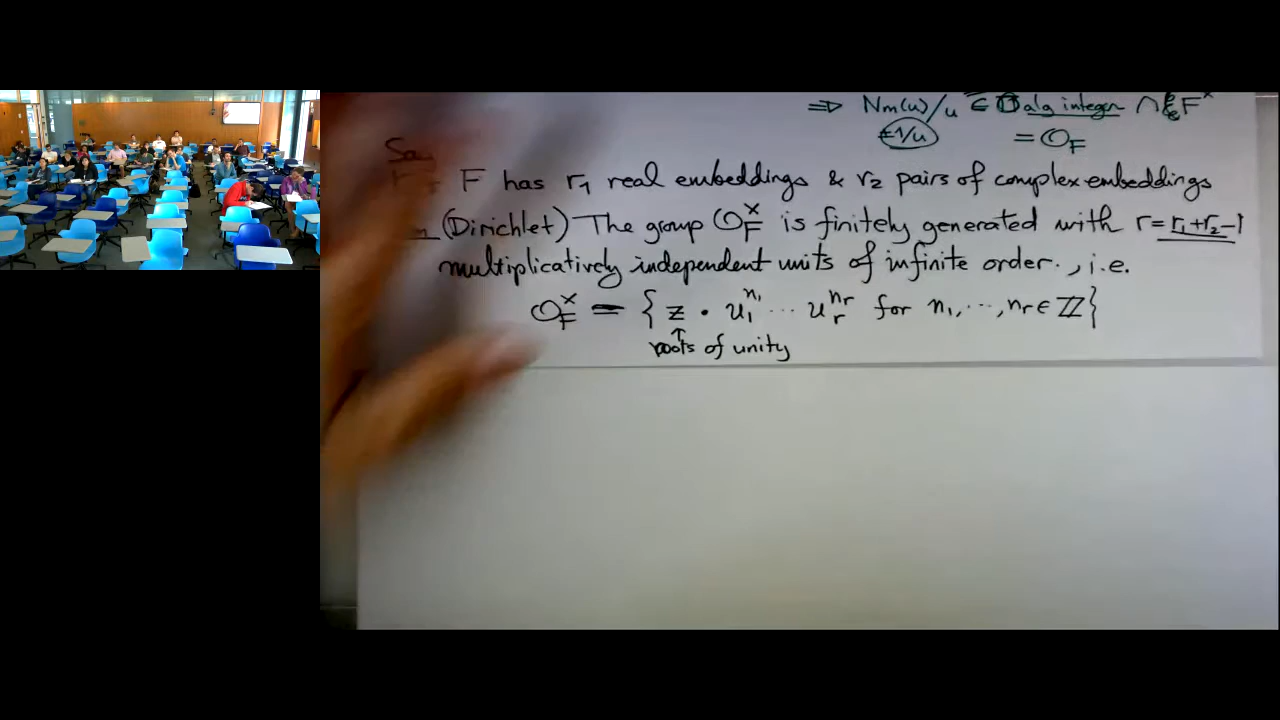 ⇒ Nm(u)/u ∈ alg integer ∩ F^×
±1/u = O_F
Say
F has r₁ real embeddings & r₂ pairs of complex embeddings
(Dirichlet) The group O_F^× is finitely generated with r = r₁+r₂-1
multiplicatively independent units of infinite order., i.e.
O_F^× = { z · u₁^{n₁} ⋯ u_r^{n_r} for n₁, ⋯, n_r ∈ ℤ }
↑
roots of unity